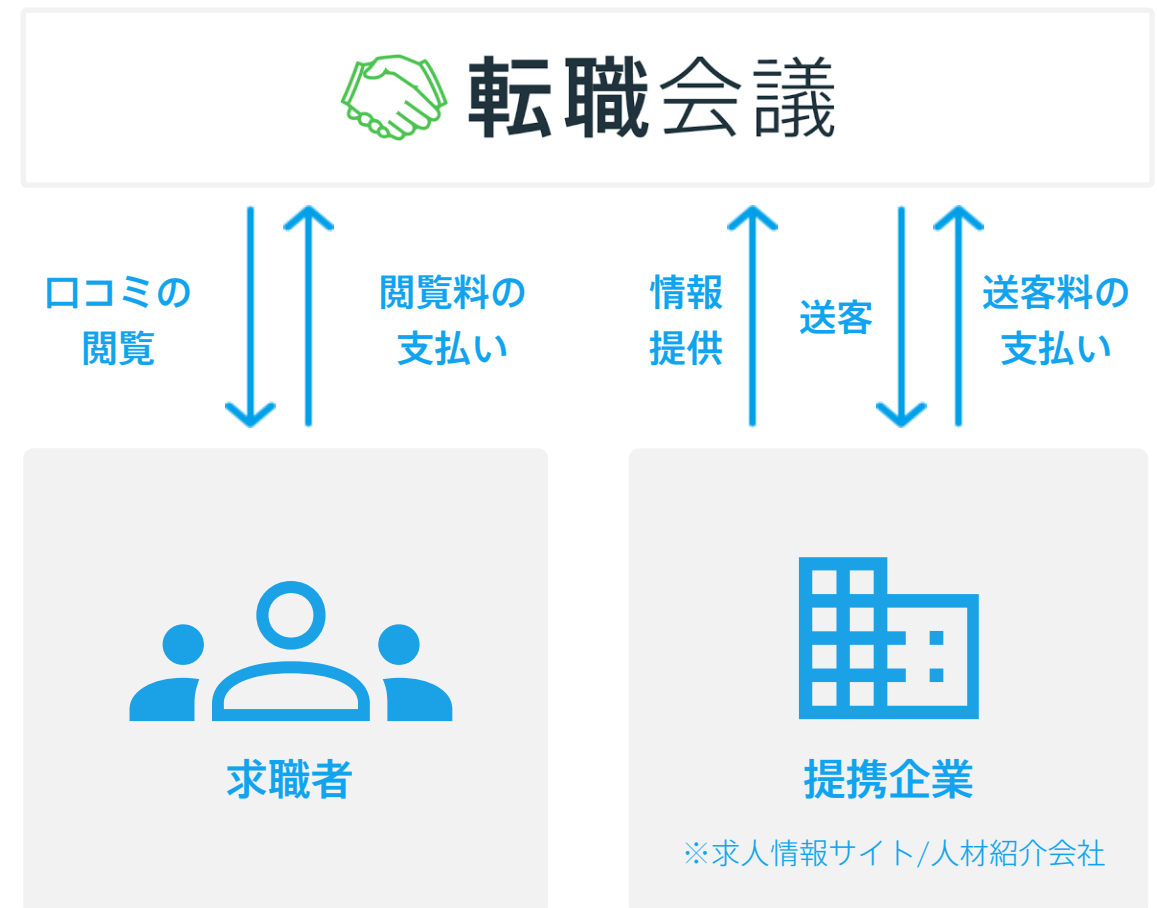 転職会議
口コミの
閲覧
閲覧料の
支払い
情報
提供
送客
送客料の
支払い
求職者
提携企業
※求人情報サイト/人材紹介会社